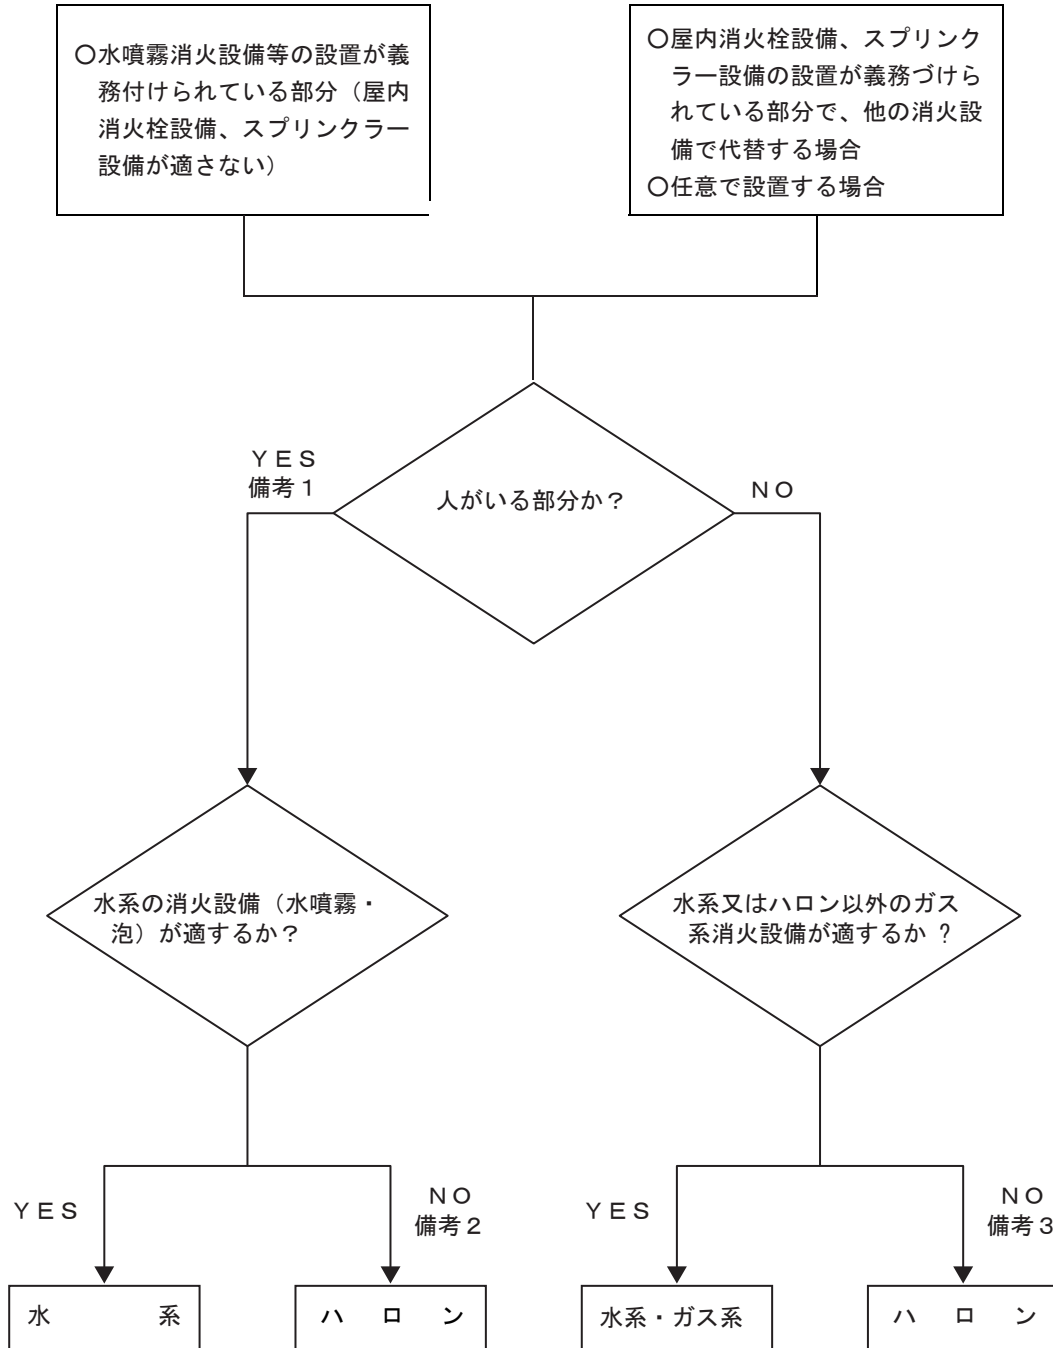 〇水噴霧消火設備等の設置が義
務付けられている部分（屋内
消火栓設備、スプリンクラー
設備が適さない）
〇屋内消火栓設備、スプリンク
ラー設備の設置が義務づけら
れている部分で、他の消火設
備で代替する場合
〇任意で設置する場合
ＹＥＳ
備考１
人がいる部分か？
ＮＯ
水系の消火設備（水噴霧・
泡）が適するか？
水系又はハロン以外のガス
系消火設備が適するか ？
ＹＥＳ
ＮＯ
備考２
ＹＥＳ
ＮＯ
備考３
水　　　　系
ハ　ロ　ン
水系・ガス系
ハ　ロ　ン